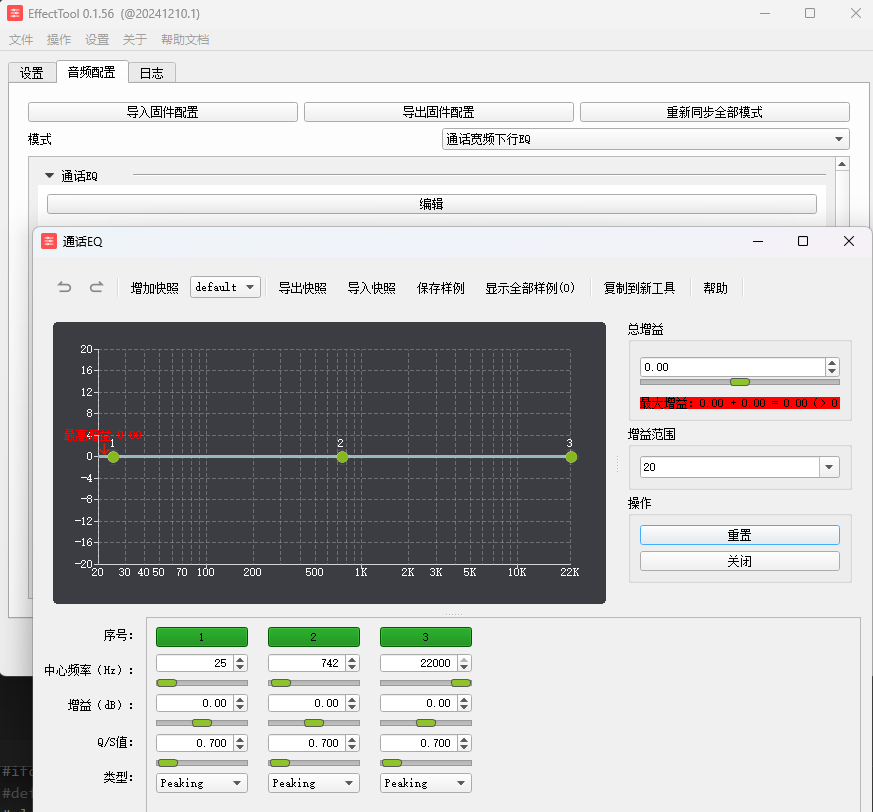 EffectTool 0.1.56 (@20241210.1)
文件 操作 设置 关于 帮助文档
设置 音频配置 日志
导入固件配置 导出固件配置 重新同步全部模式
模式 通话宽频下行EQ
通话EQ
编辑
通话EQ
增加快照 default 导出快照 导入快照 保存样例 显示全部样例(0) 复制到新工具 帮助
总增益
0.00
最大增益: 0.00 + 0.00 = 0.00 (> 0
增益范围
20
操作
重置
关闭
20
16
12
8
4
最高增益:0.00
1 2 3
0
-4
-8
-12
-16
-20
20 30 40 50 70 100 200 500 1K 2K 3K 5K 10K 22K
序号: 1 2 3
中心频率(Hz): 25 742 22000
增益(dB): 0.00 0.00 0.00
Q/S值: 0.700 0.700 0.700
类型: Peaking Peaking Peaking